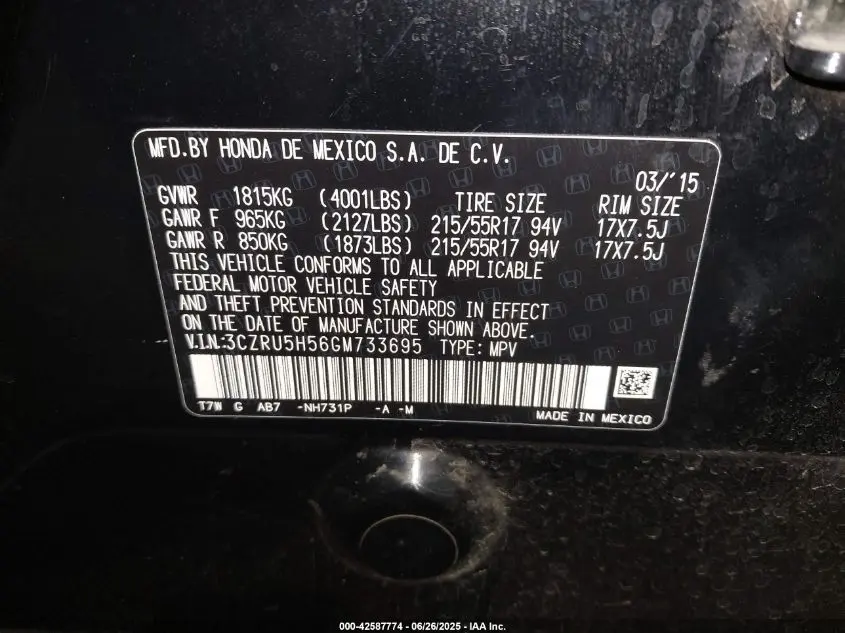 MFD.BY HONDA DE MEXICO S.A. DE C.V.
03/'15
GVWR 1815KG (4001LBS) TIRE SIZE RIM SIZE
GAWR F 965KG (2127LBS) 215/55R17 94V 17X7.5J
GAWR R 850KG (1873LBS) 215/55R17 94V 17X7.5J
THIS VEHICLE CONFORMS TO ALL APPLICABLE
FEDERAL MOTOR VEHICLE SAFETY
AND THEFT PREVENTION STANDARDS IN EFFECT
ON THE DATE OF MANUFACTURE SHOWN ABOVE.
V.I.N.:3CZRU5H56GM733695 TYPE: MPV
T7W G AB7 -NH731P -A -M
MADE IN MEXICO
000-42587774 - 06/26/2025 - IAA Inc.